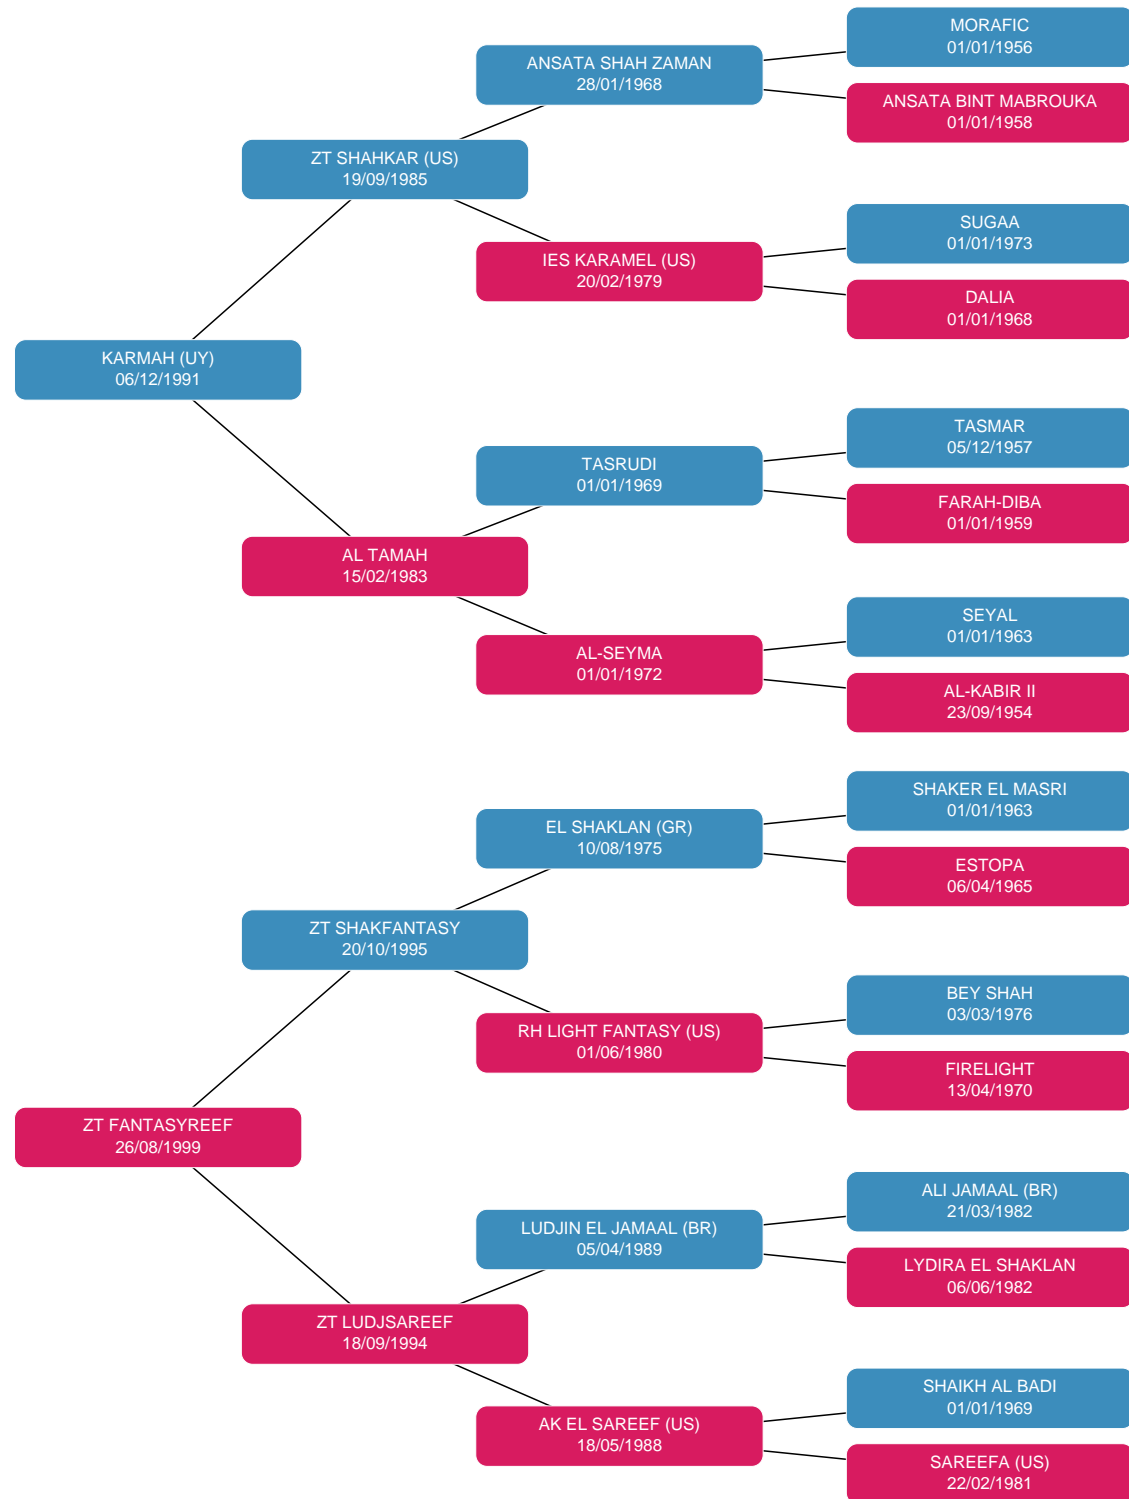 MORAFIC
01/01/1956
ANSATA SHAH ZAMAN
28/01/1968
ANSATA BINT MABROUKA
01/01/1958
ZT SHAHKAR (US)
19/09/1985
SUGAA
01/01/1973
IES KARAMEL (US)
20/02/1979
DALIA
01/01/1968
KARMAH (UY)
06/12/1991
TASMAR
05/12/1957
TASRUDI
01/01/1969
FARAH-DIBA
01/01/1959
AL TAMAH
15/02/1983
SEYAL
01/01/1963
AL-SEYMA
01/01/1972
AL-KABIR II
23/09/1954
SHAKER EL MASRI
01/01/1963
EL SHAKLAN (GR)
10/08/1975
ESTOPA
06/04/1965
ZT SHAKFANTASY
20/10/1995
BEY SHAH
03/03/1976
RH LIGHT FANTASY (US)
01/06/1980
FIRELIGHT
13/04/1970
ZT FANTASYREEF
26/08/1999
ALI JAMAAL (BR)
21/03/1982
LUDJIN EL JAMAAL (BR)
05/04/1989
LYDIRA EL SHAKLAN
06/06/1982
ZT LUDJSAREEF
18/09/1994
SHAIKH AL BADI
01/01/1969
AK EL SAREEF (US)
18/05/1988
SAREEFA (US)
22/02/1981